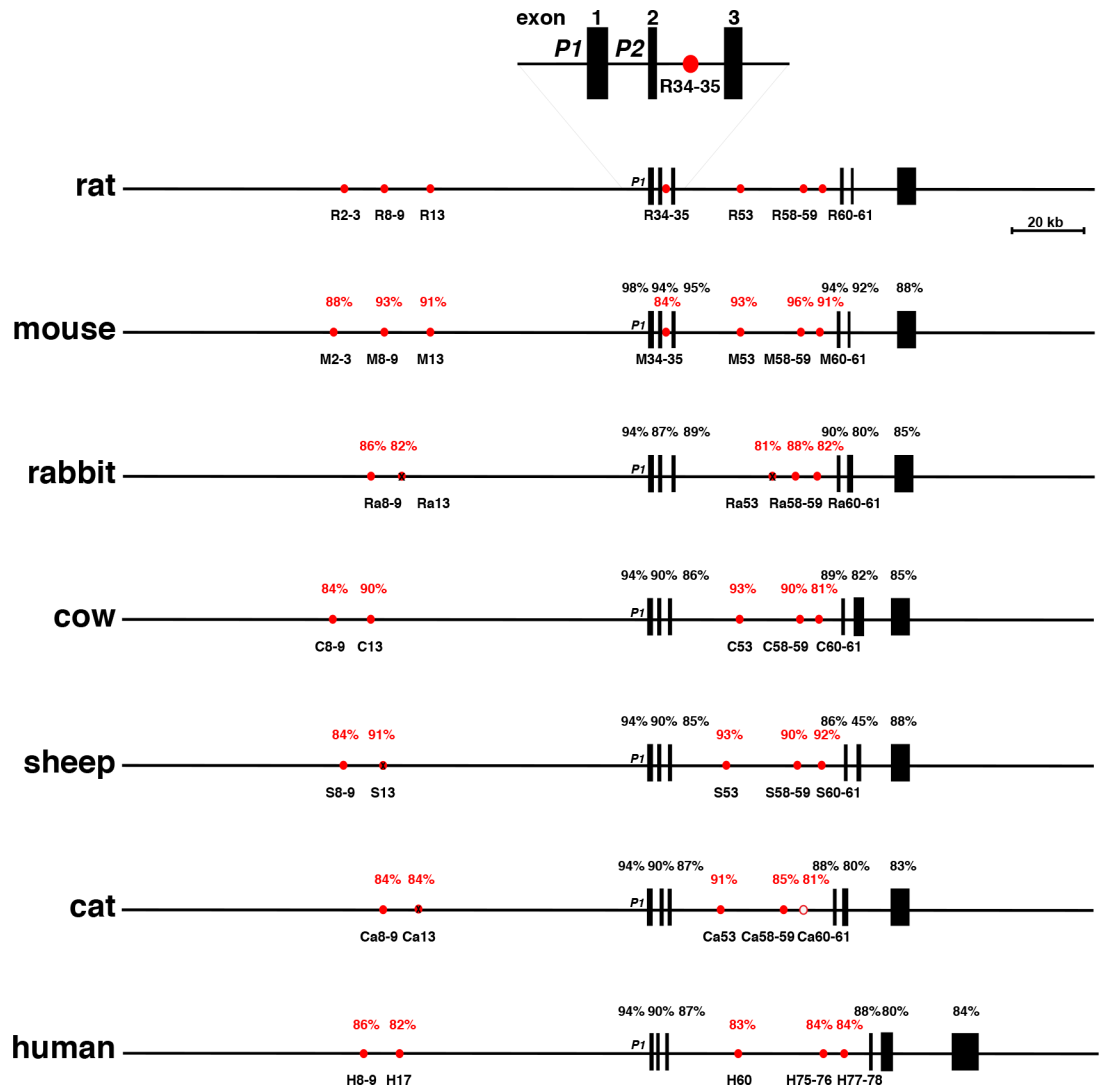 exon 1 2 3
P1 P2
R34-35
rat P1
R2-3 R8-9 R13 R34-35 R53 R58-59 R60-61
20 kb
98% 94% 95% 94% 92% 88%
88% 93% 91% 84% 93% 96% 91%
mouse P1
M2-3 M8-9 M13 M34-35 M53 M58-59 M60-61
94% 87% 89% 90% 80% 85%
86% 82% 81% 88% 82%
rabbit P1
Ra8-9 Ra13 Ra53 Ra58-59 Ra60-61
94% 90% 86% 89% 82% 85%
84% 90% 93% 90% 81%
cow P1
C8-9 C13 C53 C58-59 C60-61
94% 90% 85% 86% 45% 88%
84% 91% 93% 90% 92%
sheep P1
S8-9 S13 S53 S58-59 S60-61
94% 90% 87% 88% 80% 83%
84% 84% 91% 85% 81%
cat P1
Ca8-9 Ca13 Ca53 Ca58-59 Ca60-61
94% 90% 87% 88% 80% 84%
86% 82% 83% 84% 84%
human P1
H8-9 H17 H60 H75-76 H77-78